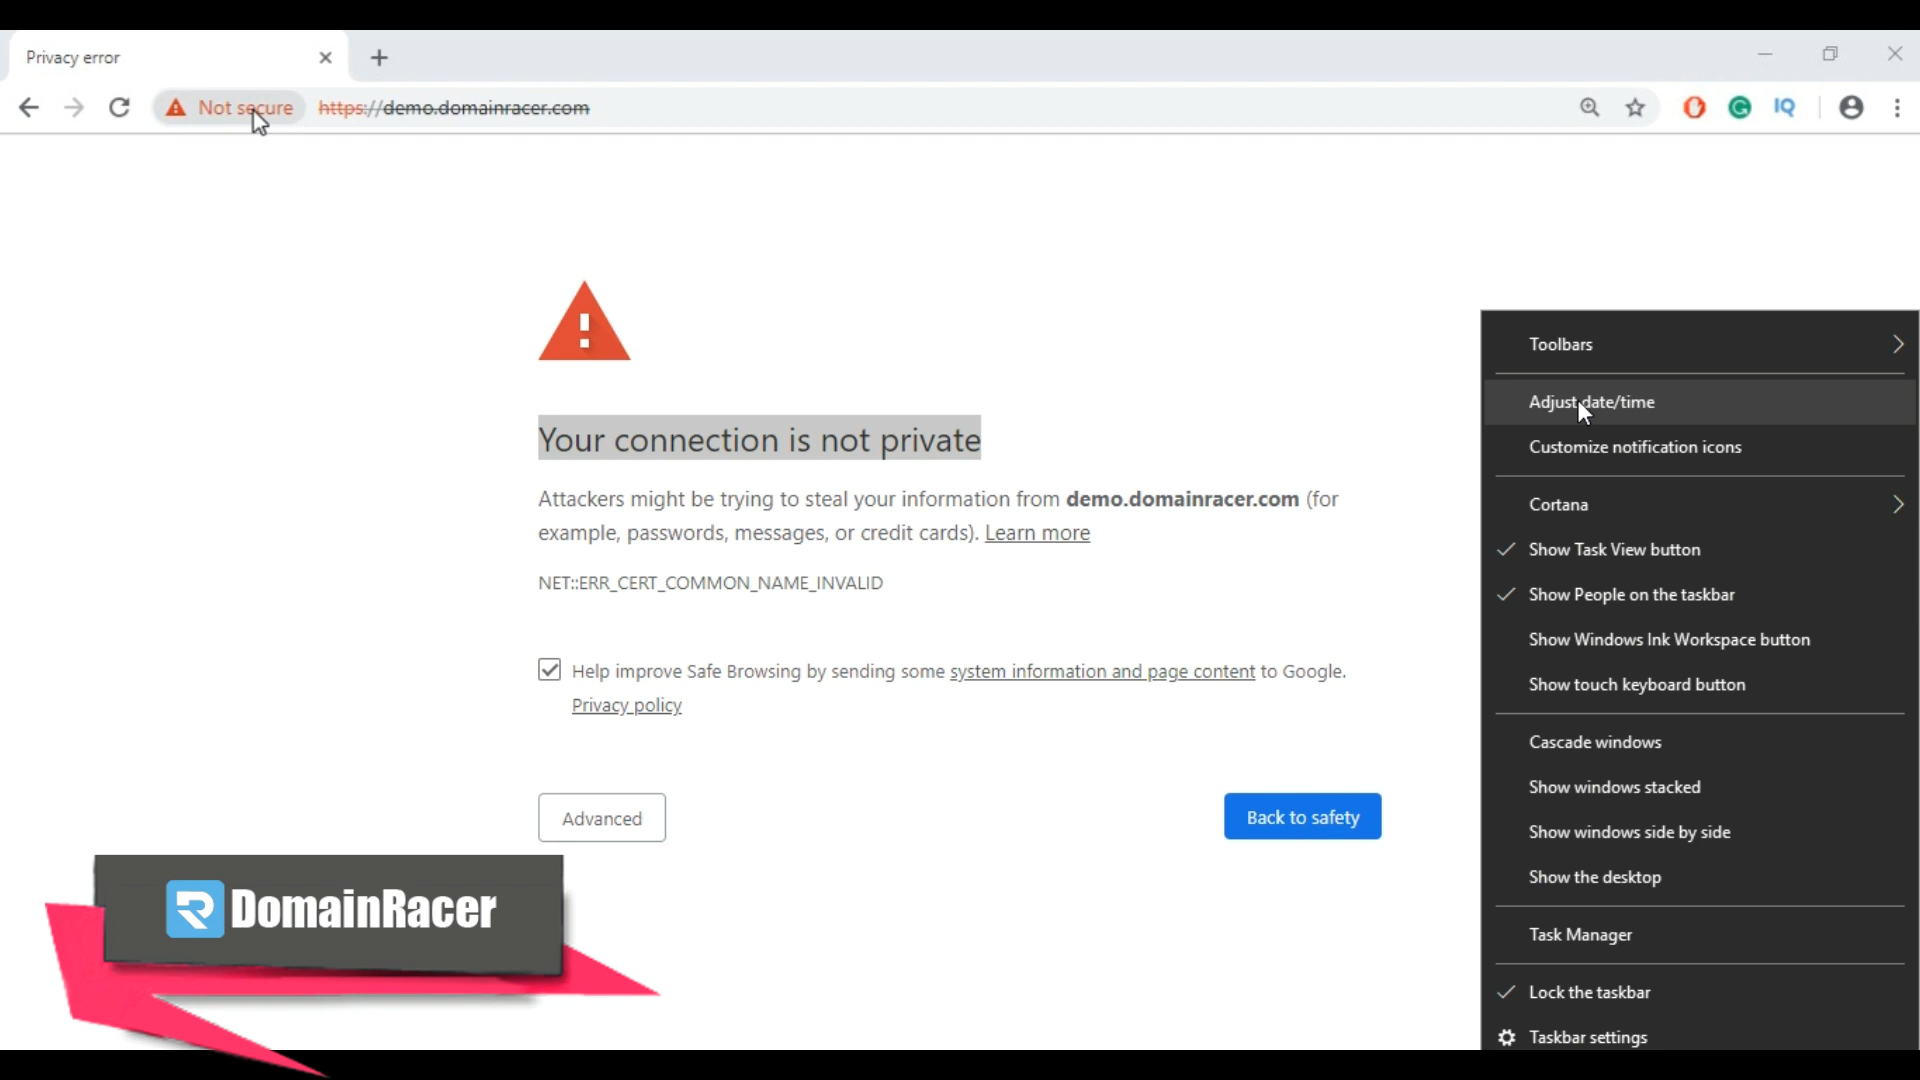 Privacy error
Not secure https://demo.domainracer.com
IQ
Your connection is not private
Attackers might be trying to steal your information from demo.domainracer.com (for
example, passwords, messages, or credit cards). Learn more
NET::ERR_CERT_COMMON_NAME_INVALID
Help improve Safe Browsing by sending some system information and page content to Google.
Privacy policy
Advanced
Back to safety
Toolbars
Adjust date/time
Customize notification icons
Cortana
Show Task View button
Show People on the taskbar
Show Windows Ink Workspace button
Show touch keyboard button
Cascade windows
Show windows stacked
Show windows side by side
Show the desktop
Task Manager
Lock the taskbar
Taskbar settings
DomainRacer